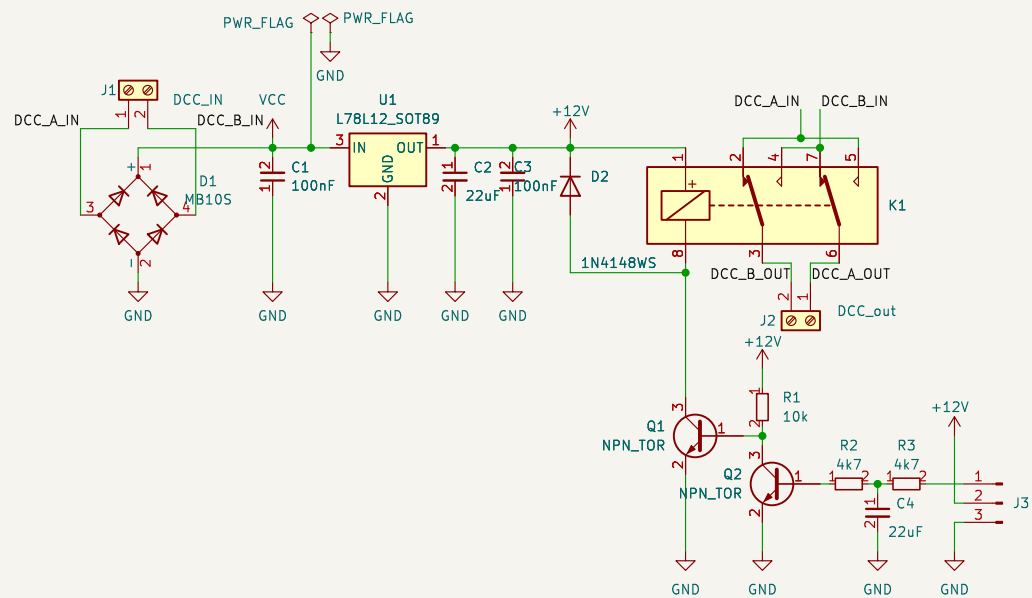 PWR_FLAG
PWR_FLAG
GND
J1
DCC_IN
1
2
DCC_A_IN
DCC_B_IN
VCC
U1
L78L12_SOT89
3
IN
OUT
1
GND
2
+12V
DCC_A_IN
DCC_B_IN
+
1
D1
MB10S
3
4
2
GND
2
C1
1
100nF
GND
GND
1
C2
2
22uF
GND
2
C3
1
100nF
GND
D2
1N4148WS
1
2
4
7
5
+
K1
8
3
6
DCC_B_OUT
DCC_A_OUT
2
1
J2
DCC_out
+12V
1
R1
2
10k
3
Q1
NPN_TOR
1
2
GND
3
Q2
NPN_TOR
1
2
GND
R2
4k7
1
2
R3
4k7
1
2
1
C4
2
22uF
GND
+12V
1
2
3
J3
GND